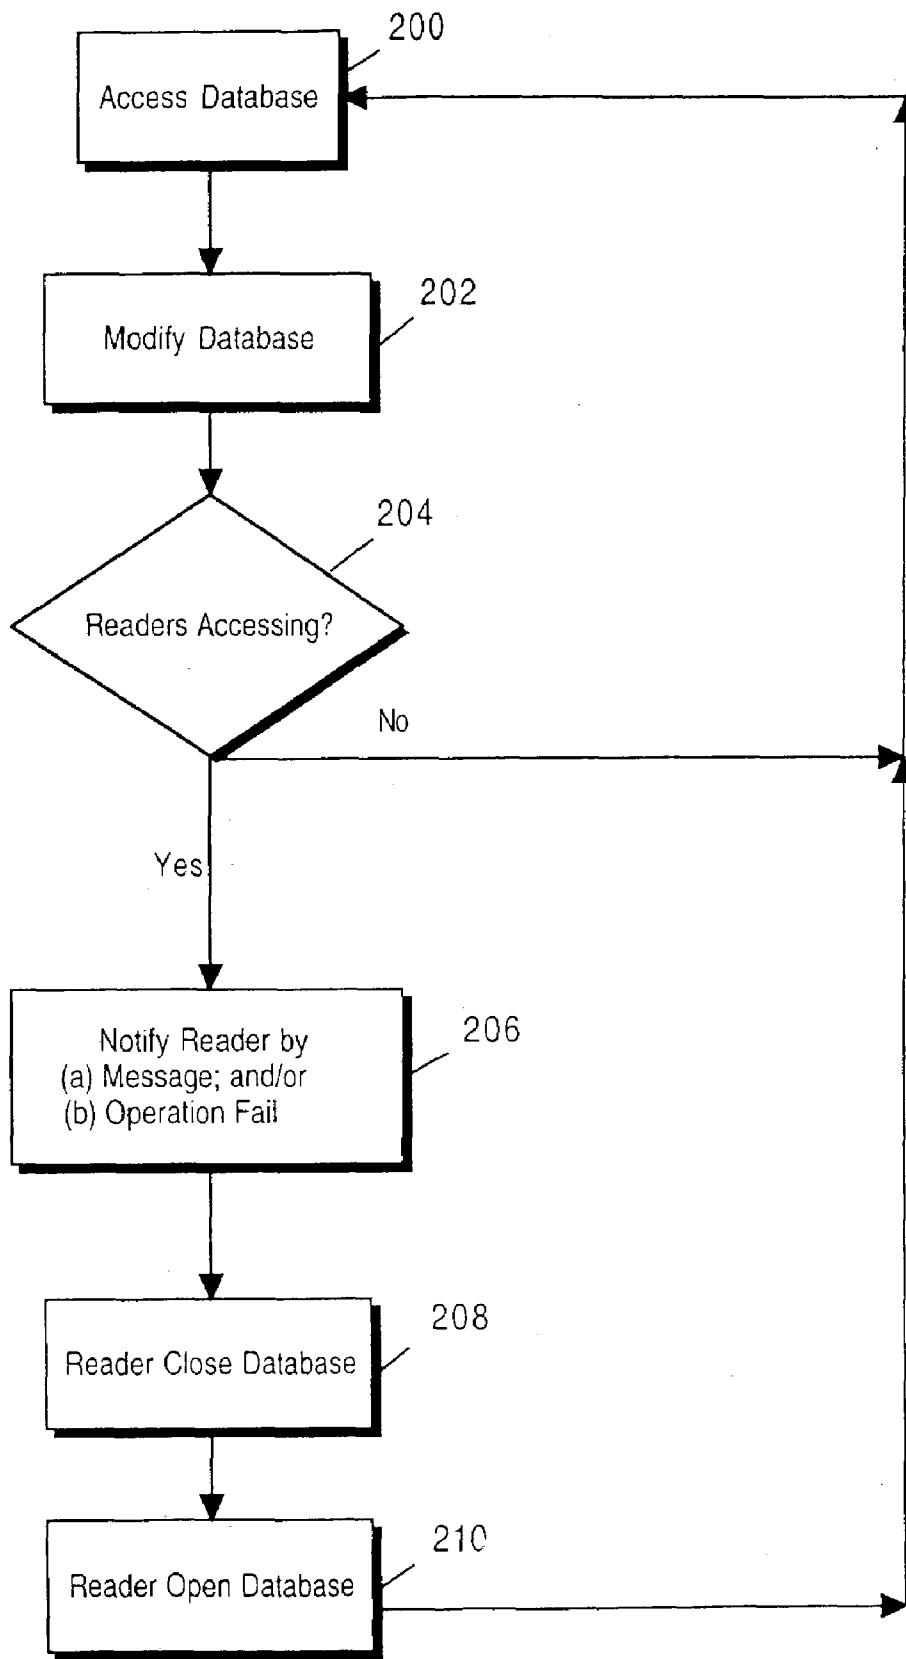 200
Access Database
202
Modify Database
204
Readers Accessing?
No
Yes
206
Notify Reader by
(a) Message; and/or
(b) Operation Fail
208
Reader Close Database
210
Reader Open Database